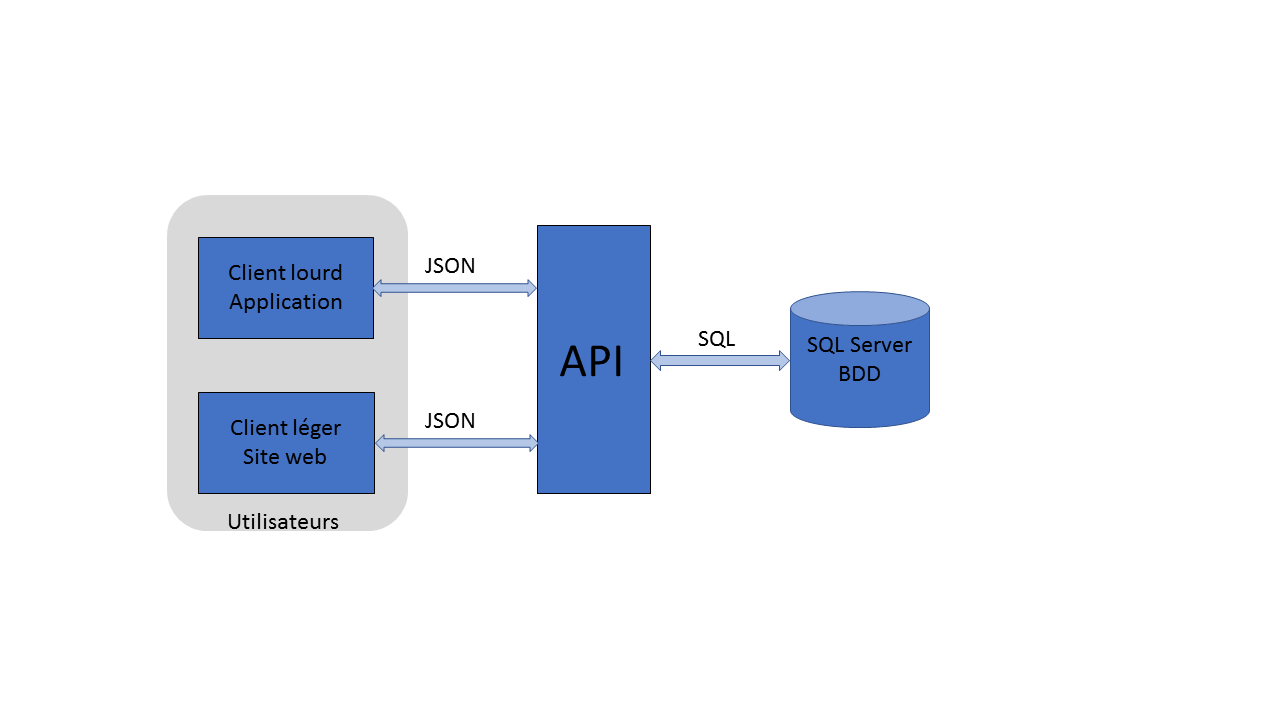 Client lourd
Application
JSON
Client léger
Site web
JSON
Utilisateurs
API
SQL
SQL Server
BDD